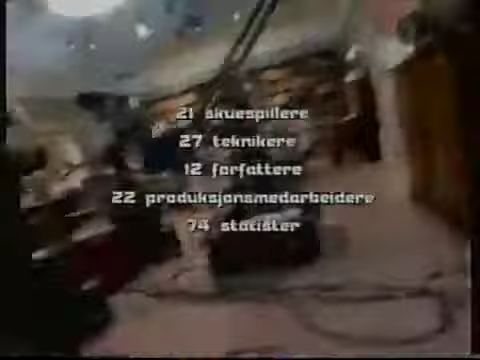 21 skuespillere
27 teknikere
12 forfattere
22 produksjonsmedarbeidere
74 statister